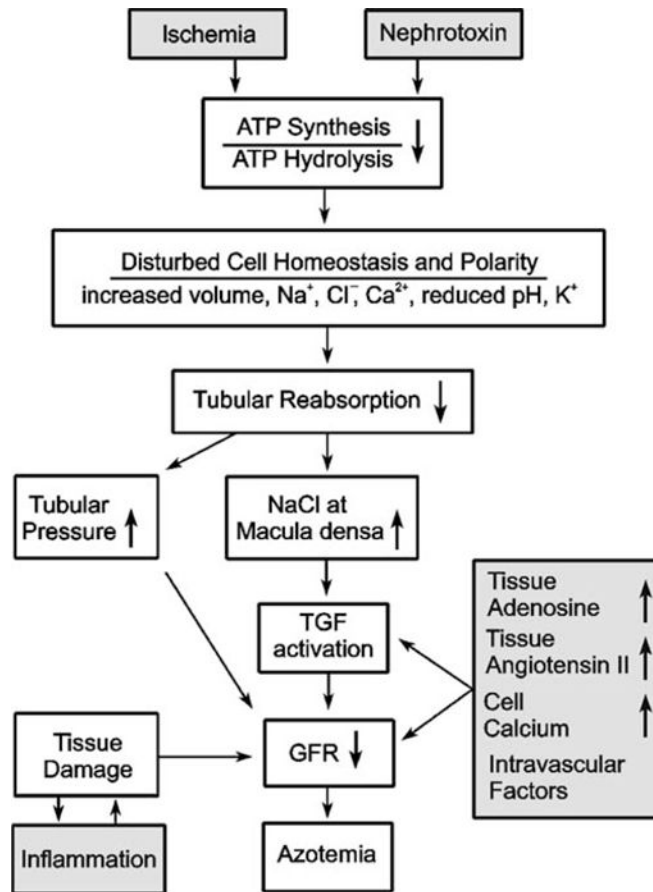 Ischemia
Nephrotoxin
ATP Synthesis
ATP Hydrolysis
Disturbed Cell Homeostasis and Polarity
increased volume, Na⁺, Cl⁻, Ca²⁺, reduced pH, K⁺
Tubular Reabsorption
Tubular
Pressure
NaCl at
Macula densa
TGF
activation
Tissue
Adenosine
Tissue
Angiotensin II
Cell
Calcium
Intravascular
Factors
Tissue
Damage
GFR
Inflammation
Azotemia